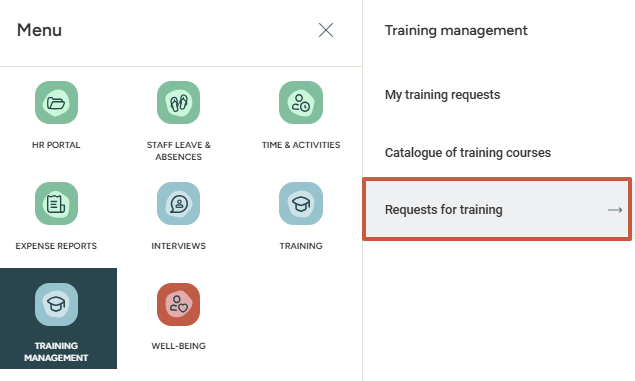 Menu
HR PORTAL
STAFF LEAVE &
ABSENCES
TIME & ACTIVITIES
EXPENSE REPORTS
INTERVIEWS
TRAINING
TRAINING
MANAGEMENT
WELL-BEING
Training management
My training requests
Catalogue of training courses
Requests for training